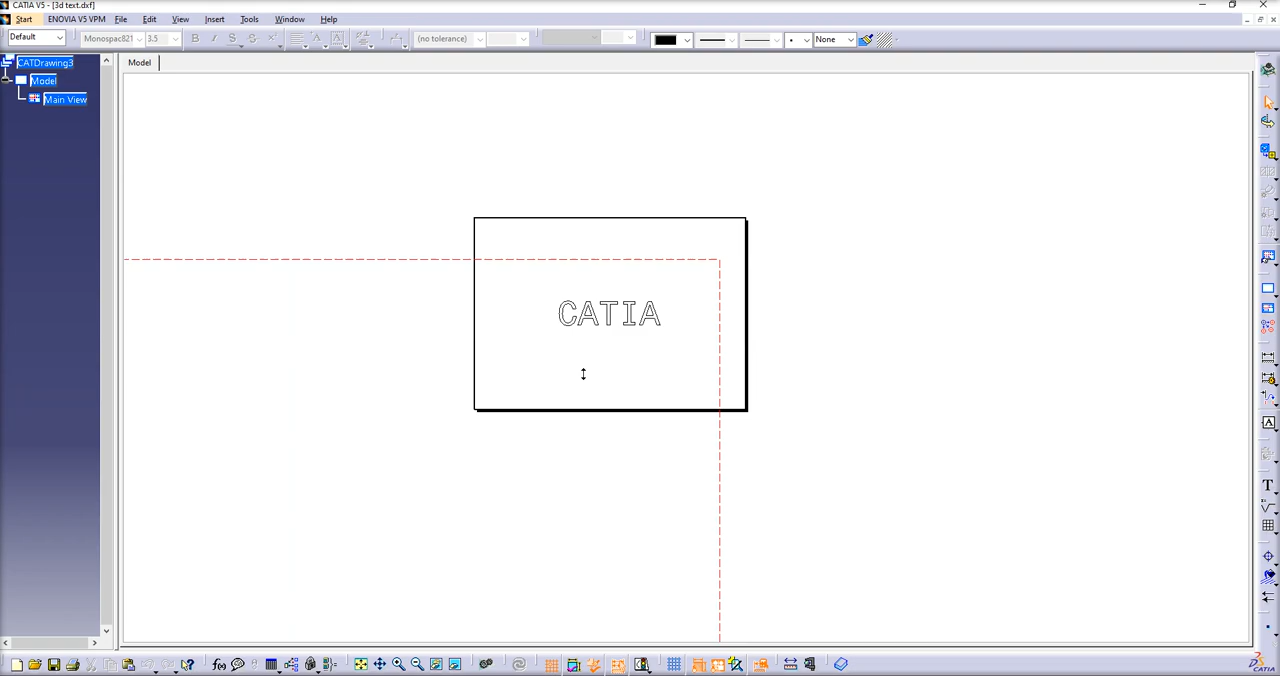 CATIA V5 - [3d text.dxf]
Start ENOVIA V5 VPM File Edit View Insert Tools Window Help
Default Monospac821 3.5 B I S S (no tolerance) None
CATDrawing3
Model
Model
Main View
CATIA
A
T
f(x)
CATIA